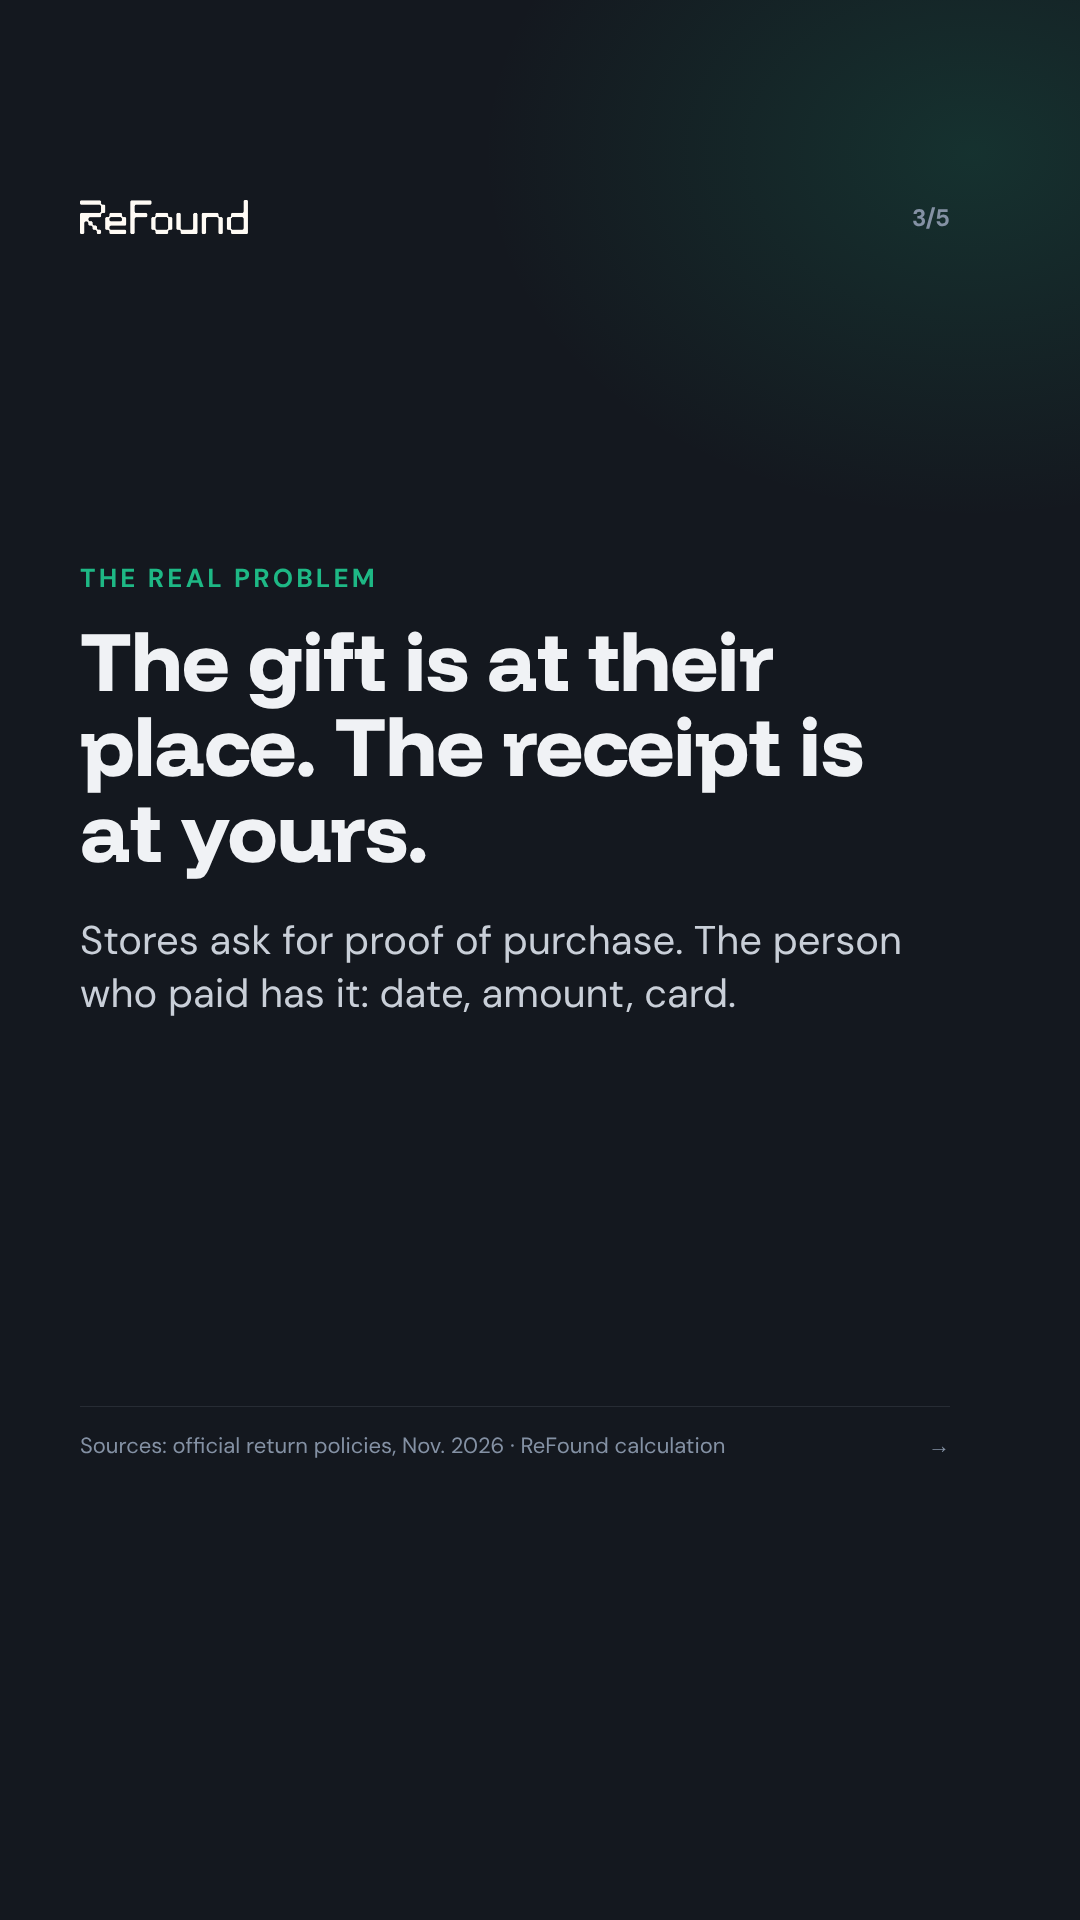 ReFound
3/5
THE REAL PROBLEM
The gift is at their
place. The receipt is
at yours.
Stores ask for proof of purchase. The person
who paid has it: date, amount, card.
Sources: official return policies, Nov. 2026 · ReFound calculation
→